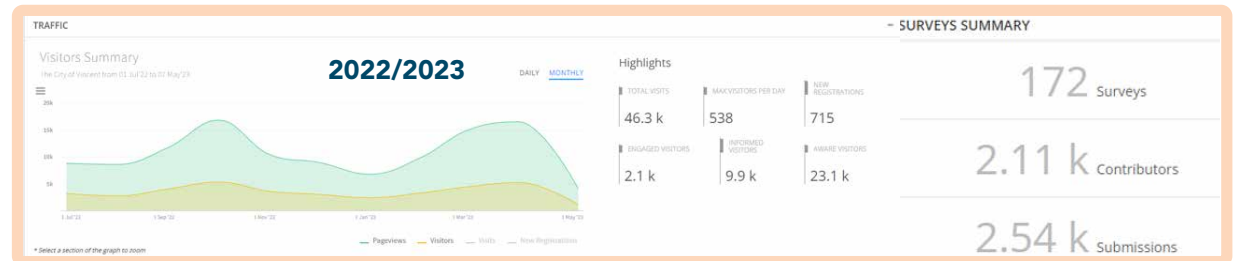 TRAFFIC
Visitors Summary
The City of Vincent from 01 Jul'22 to 07 May'23
2022/2023
DAILY MONTHLY
20k
15k
10k
5k
1 Jul '22 1 Sep '22 1 Nov '22 1 Jan '23 1 Mar '23 1 May '23
Pageviews Visitors Visits New Registrations
* Select a section of the graph to zoom
Highlights
TOTAL VISITS
46.3 k
MAX VISITORS PER DAY
538
NEW
REGISTRATIONS
715
ENGAGED VISITORS
2.1 k
INFORMED
VISITORS
9.9 k
AWARE VISITORS
23.1 k
SURVEYS SUMMARY
172 Surveys
2.11 k Contributors
2.54 k Submissions